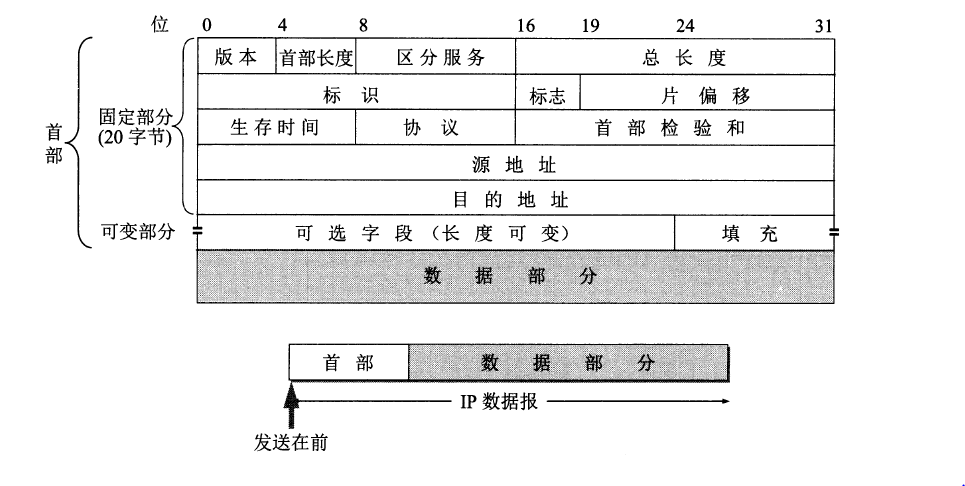 位 0 4 8 16 19 24 31
版本 首部长度 区分服务 总长度
标识 标志 片偏移
首部
固定部分
(20 字节)
生存时间 协议 首部检验和
源地址
目的地址
可变部分 可选字段（长度可变） 填充
数据部分
首部 数据部分
IP 数据报
发送在前